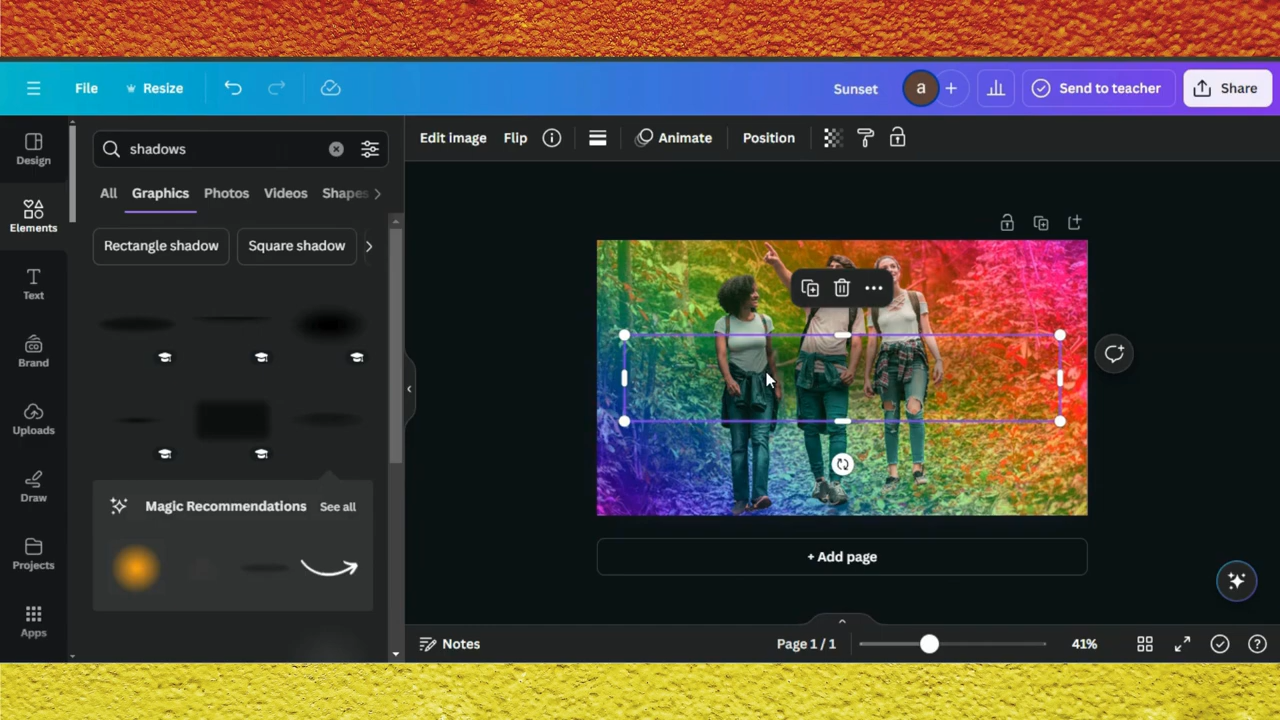 File Resize Sunset a Send to teacher Share
Design
shadows
Edit image Flip Animate Position
All Graphics Photos Videos Shapes
Elements
Rectangle shadow Square shadow
Text
Brand
Uploads
Draw
Magic Recommendations See all
Projects
+ Add page
Apps
Notes Page 1 / 1 41%